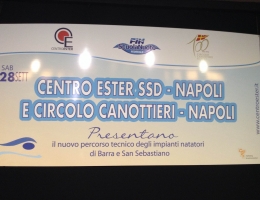 SAB
28 SETT
CENTRO ESTER SSD - NAPOLI
E CIRCOLO CANOTTIERI - NAPOLI
Presentano
il nuovo percorso tecnico degli impianti natatori
di Barra e San Sebastiano